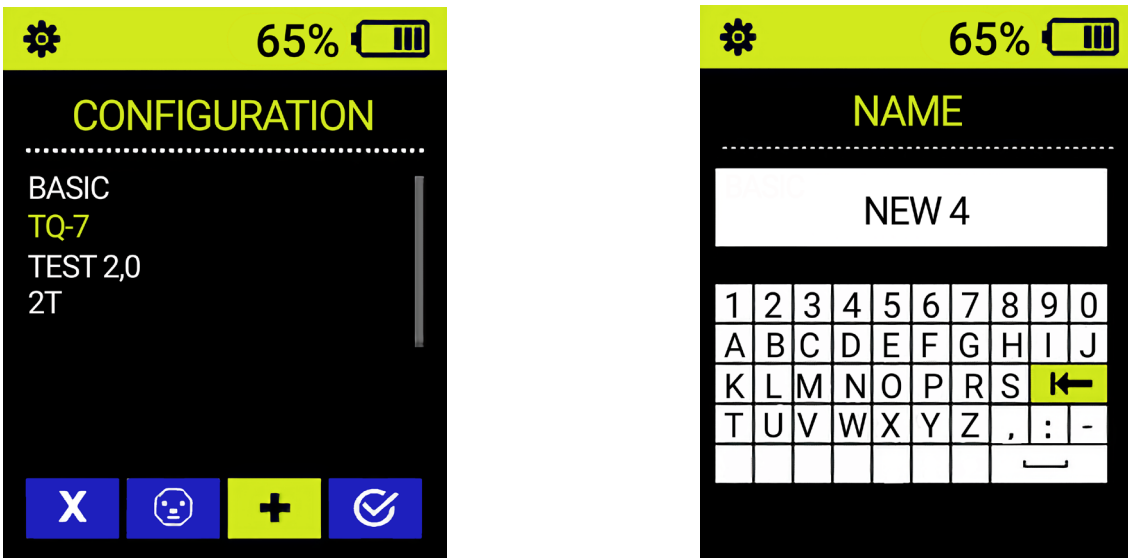 65%
CONFIGURATION
BASIC
TQ-7
TEST 2,0
2T
X
+
65%
NAME
NEW 4
1 2 3 4 5 6 7 8 9 0
A B C D E F G H I J
K L M N O P R S
T U V W X Y Z , : -